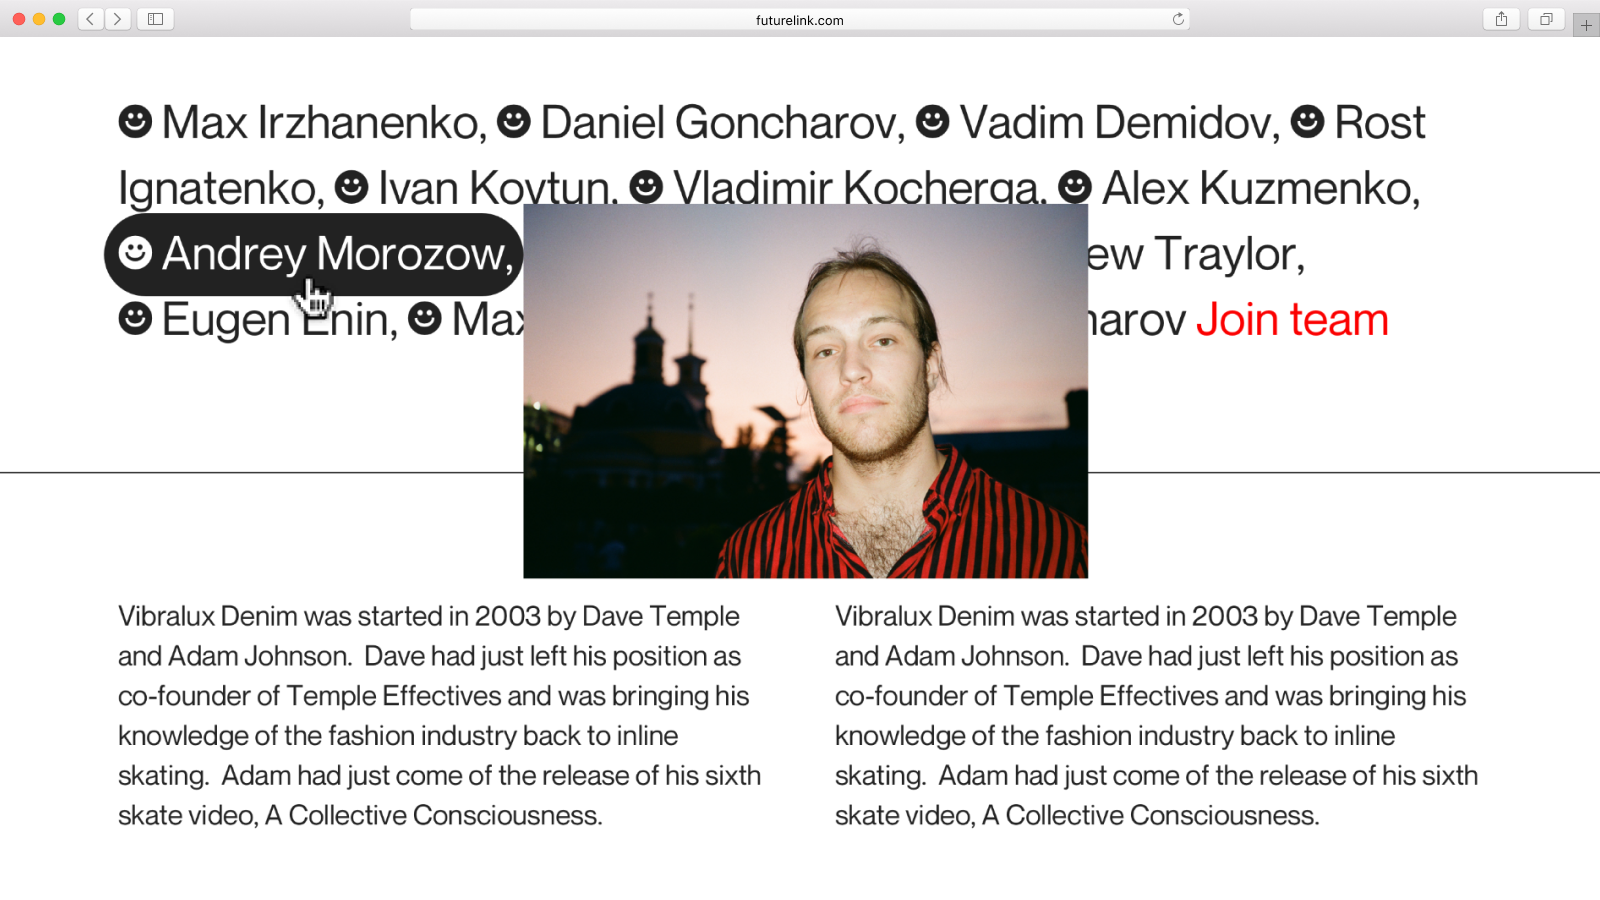 futurelink.com
Max Irzhanenko, Daniel Goncharov, Vadim Demidov, Rost
Ignatenko, Ivan Kovtun, Vladimir Kocherga, Alex Kuzmenko,
Andrey Morozow, ew Traylor,
Eugen Enin, Max arov Join team
Vibralux Denim was started in 2003 by Dave Temple
and Adam Johnson.  Dave had just left his position as
co-founder of Temple Effectives and was bringing his
knowledge of the fashion industry back to inline
skating.  Adam had just come of the release of his sixth
skate video, A Collective Consciousness.
Vibralux Denim was started in 2003 by Dave Temple
and Adam Johnson.  Dave had just left his position as
co-founder of Temple Effectives and was bringing his
knowledge of the fashion industry back to inline
skating.  Adam had just come of the release of his sixth
skate video, A Collective Consciousness.